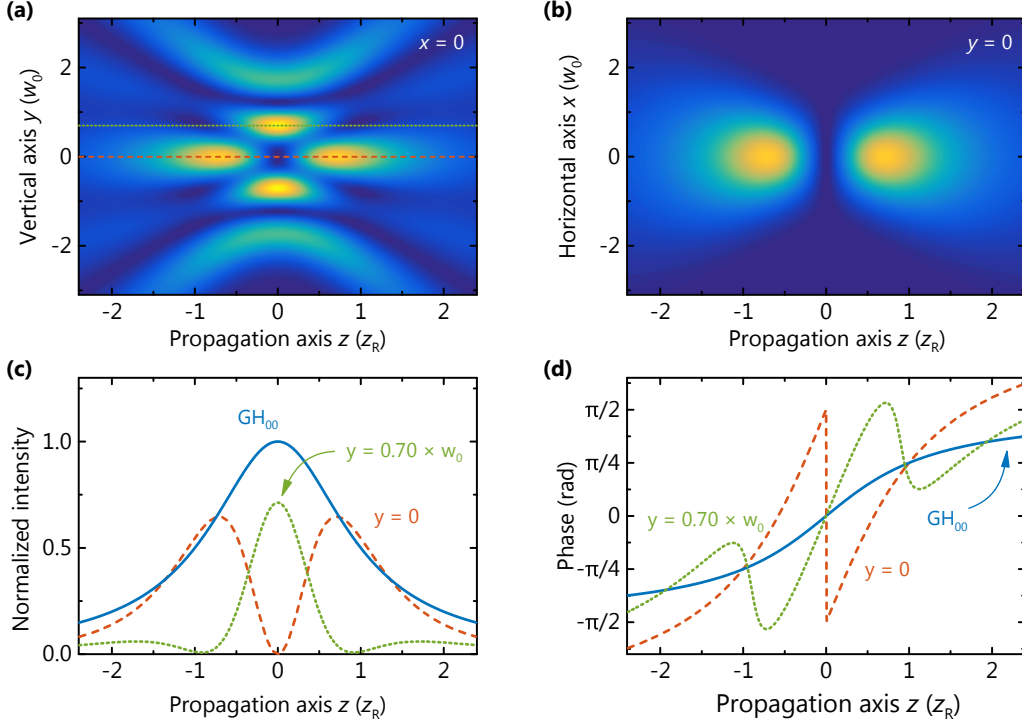 (a)
x = 0
Vertical axis y (w0)
2
0
-2
-2
-1
0
1
2
Propagation axis z (zR)
(b)
y = 0
Horizontal axis x (w0)
2
0
-2
-2
-1
0
1
2
Propagation axis z (zR)
(c)
Normalized intensity
1.0
0.5
0.0
GH00
y = 0.70 × w0
y = 0
-2
-1
0
1
2
Propagation axis z (zR)
(d)
Phase (rad)
π/2
π/4
0
-π/4
-π/2
y = 0.70 × w0
GH00
y = 0
-2
-1
0
1
2
Propagation axis z (zR)